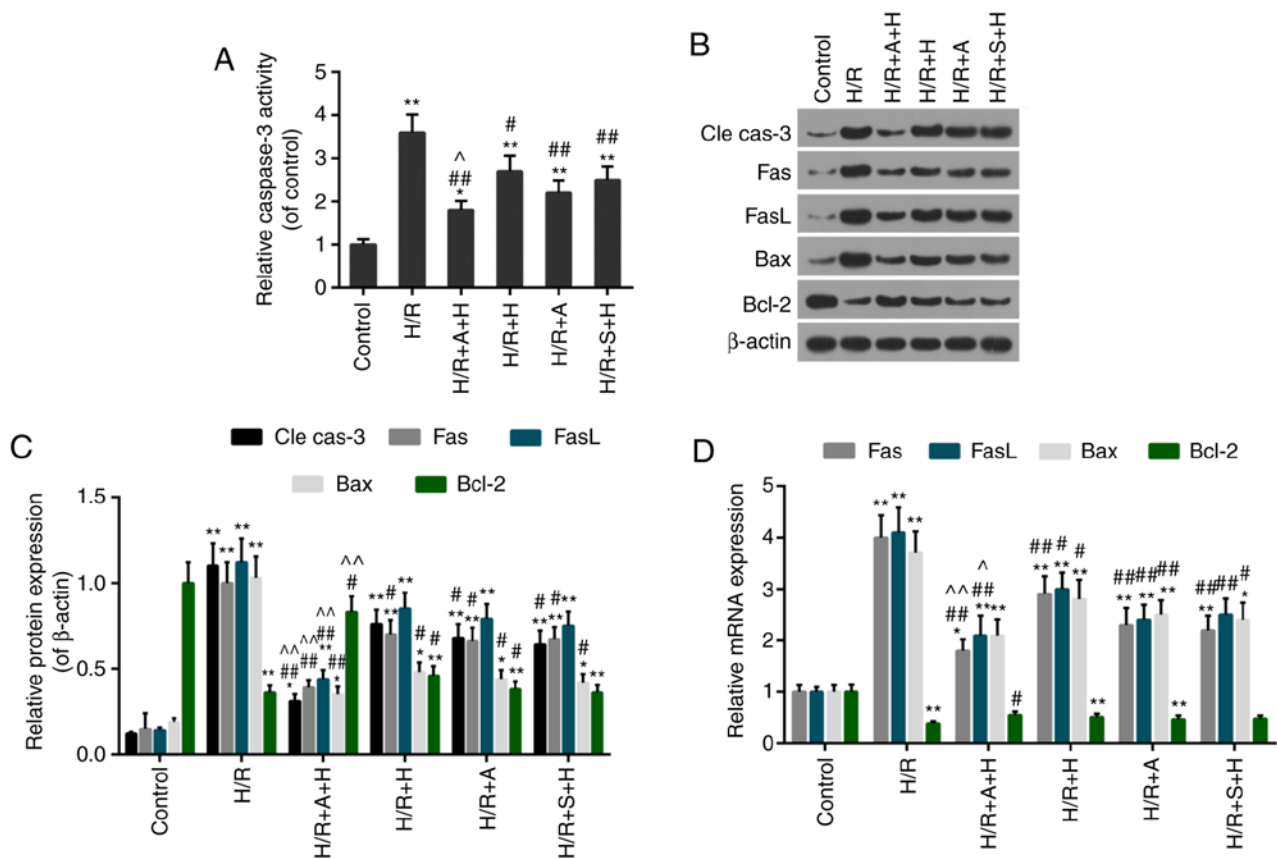 A
Relative caspase-3 activity
(of control)
5
4
3
2
1
0
**
^
##
*
#
**
##
**
##
**
Control
H/R
H/R+A+H
H/R+H
H/R+A
H/R+S+H
B
Control
H/R
H/R+A+H
H/R+H
H/R+A
H/R+S+H
Cle cas-3
Fas
FasL
Bax
Bcl-2
β-actin
C
Cle cas-3 Fas FasL
Bax Bcl-2
Relative protein expression
(of β-actin)
1.5
1.0
0.5
0.0
** ** ** ** **
^^ ## *
^^ ##
^^ ## **
## *
^^ #
** # ** ** # * # **
# ** # ** ** # * # **
# ** # ** ** # * **
Control
H/R
H/R+A+H
H/R+H
H/R+A
H/R+S+H
D
Fas FasL Bax Bcl-2
Relative mRNA expression
5
4
3
2
1
0
** ** ** **
^^ ## *
^ ## **
**
#
## ** # ** # ** **
## ** ## ** ## ** **
## ** ## # *
Control
H/R
H/R+A+H
H/R+H
H/R+A
H/R+S+H